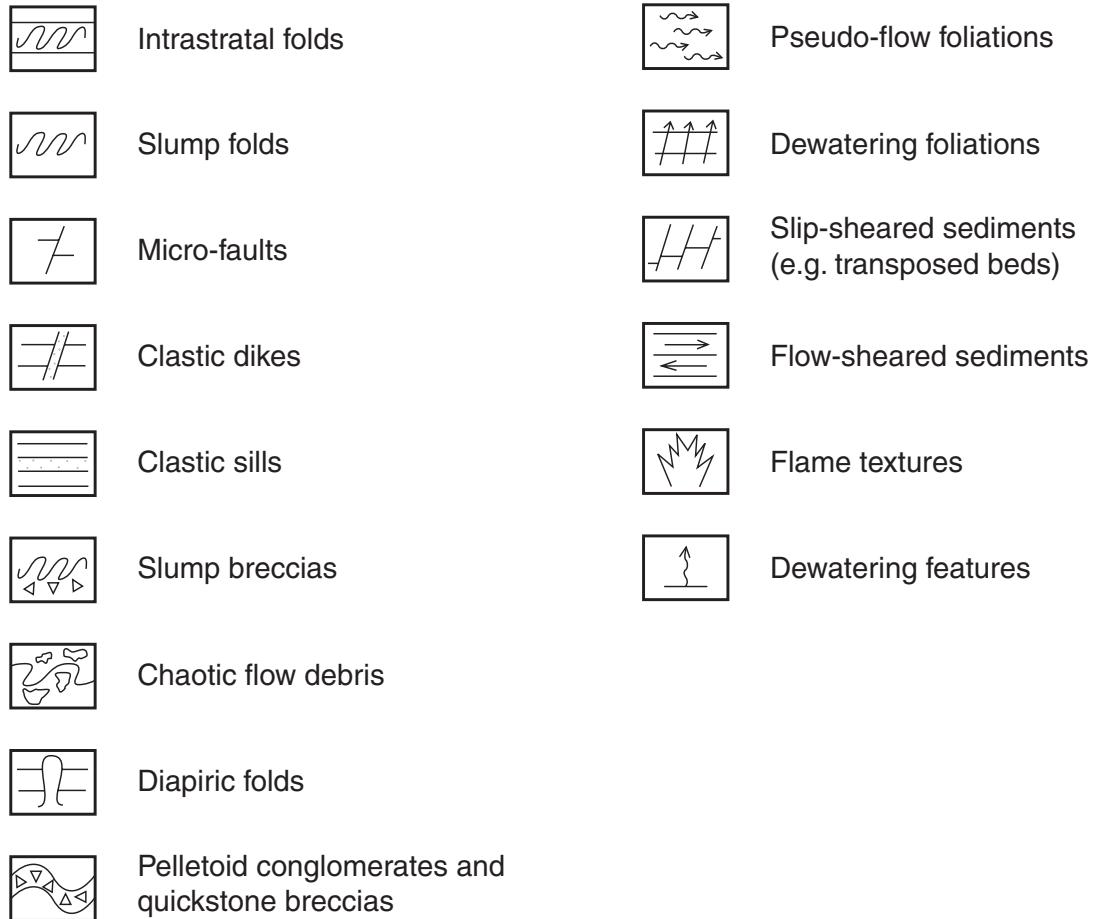 Intrastratal folds
Slump folds
Micro-faults
Clastic dikes
Clastic sills
Slump breccias
Chaotic flow debris
Diapiric folds
Pelletoid conglomerates and
quickstone breccias
Pseudo-flow foliations
Dewatering foliations
Slip-sheared sediments
(e.g. transposed beds)
Flow-sheared sediments
Flame textures
Dewatering features